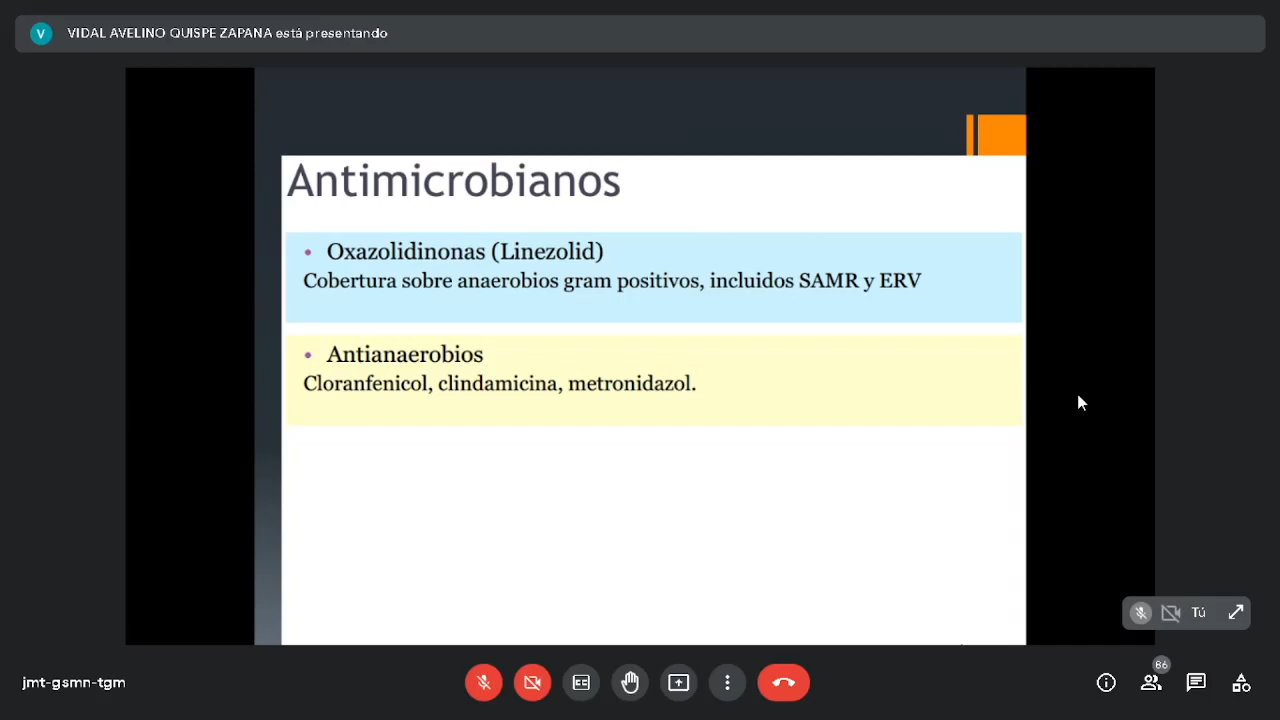 V
VIDAL AVELINO QUISPE ZAPANA está presentando
Antimicrobianos
• Oxazolidinonas (Linezolid)
Cobertura sobre anaerobios gram positivos, incluidos SAMR y ERV
• Antianaerobios
Cloranfenicol, clindamicina, metronidazol.
Tú
86
jmt-gsmn-tgm
CC